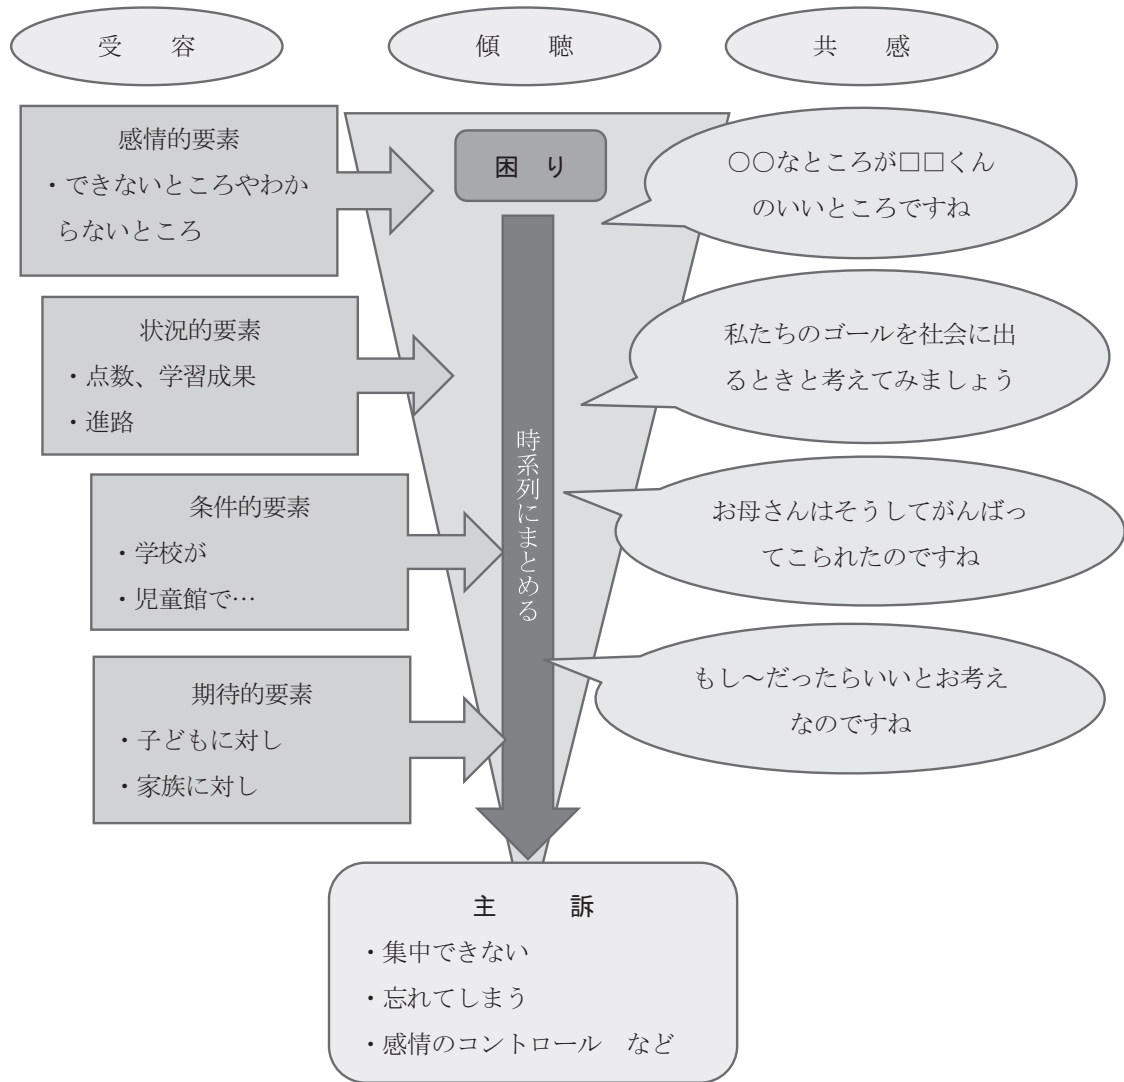 受　容
傾　聴
共　感
感情的要素
・できないところやわか
らないところ
状況的要素
・点数、学習成果
・進路
条件的要素
・学校が
・児童館で…
期待的要素
・子どもに対し
・家族に対し
困　り
時系列にまとめる
〇〇なところが□□くん
のいいところですね
私たちのゴールを社会に出
るときと考えてみましょう
お母さんはそうしてがんばっ
てこられたのですね
もし～だったらいいとお考え
なのですね
主　訴
・集中できない
・忘れてしまう
・感情のコントロール　など